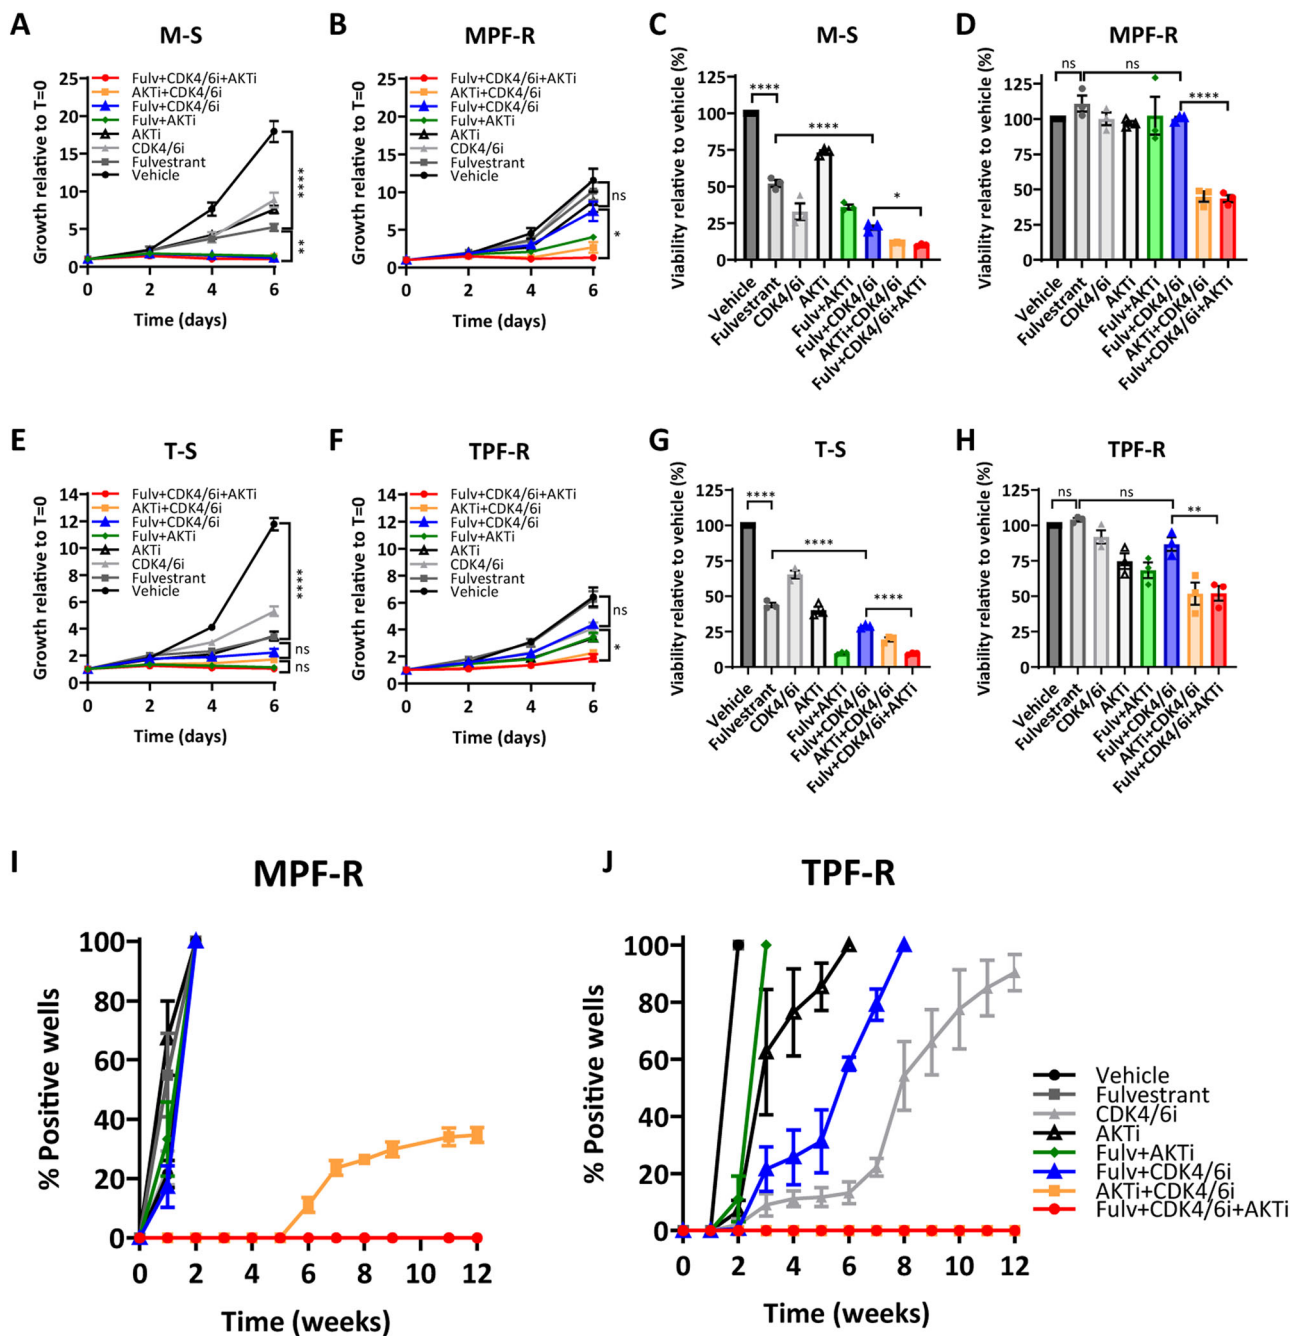 A
M-S
Growth relative to T=0
25
20
15
10
5
0
Fulv+CDK4/6i+AKTi
AKTi+CDK4/6i
Fulv+CDK4/6i
Fulv+AKTi
AKTi
CDK4/6i
Fulvestrant
Vehicle
****
**
0 2 4 6
Time (days)
B
MPF-R
Growth relative to T=0
25
20
15
10
5
0
Fulv+CDK4/6i+AKTi
AKTi+CDK4/6i
Fulv+CDK4/6i
Fulv+AKTi
AKTi
CDK4/6i
Fulvestrant
Vehicle
ns
*
0 2 4 6
Time (days)
C
M-S
Viability relative to vehicle (%)
125
100
75
50
25
0
****
****
*
Vehicle
Fulvestrant
CDK4/6i
AKTi
Fulv+AKTi
Fulv+CDK4/6i
AKTi+CDK4/6i
Fulv+CDK4/6i+AKTi
D
MPF-R
Viability relative to vehicle (%)
125
100
75
50
25
0
ns
ns
****
Vehicle
Fulvestrant
CDK4/6i
AKTi
Fulv+AKTi
Fulv+CDK4/6i
AKTi+CDK4/6i
Fulv+CDK4/6i+AKTi
E
T-S
Growth relative to T=0
14
12
10
8
6
4
2
0
Fulv+CDK4/6i+AKTi
AKTi+CDK4/6i
Fulv+CDK4/6i
Fulv+AKTi
AKTi
CDK4/6i
Fulvestrant
Vehicle
****
ns
ns
0 2 4 6
Time (days)
F
TPF-R
Growth relative to T=0
14
12
10
8
6
4
2
0
Fulv+CDK4/6i+AKTi
AKTi+CDK4/6i
Fulv+CDK4/6i
Fulv+AKTi
AKTi
CDK4/6i
Fulvestrant
Vehicle
ns
*
0 2 4 6
Time (days)
G
T-S
Viability relative to vehicle (%)
125
100
75
50
25
0
****
****
****
Vehicle
Fulvestrant
CDK4/6i
AKTi
Fulv+AKTi
Fulv+CDK4/6i
AKTi+CDK4/6i
Fulv+CDK4/6i+AKTi
H
TPF-R
Viability relative to vehicle (%)
125
100
75
50
25
0
ns
ns
**
Vehicle
Fulvestrant
CDK4/6i
AKTi
Fulv+AKTi
Fulv+CDK4/6i
AKTi+CDK4/6i
Fulv+CDK4/6i+AKTi
I
MPF-R
% Positive wells
100
80
60
40
20
0
0 2 4 6 8 10 12
Time (weeks)
J
TPF-R
% Positive wells
100
80
60
40
20
0
0 2 4 6 8 10 12
Time (weeks)
Vehicle
Fulvestrant
CDK4/6i
AKTi
Fulv+AKTi
Fulv+CDK4/6i
AKTi+CDK4/6i
Fulv+CDK4/6i+AKTi